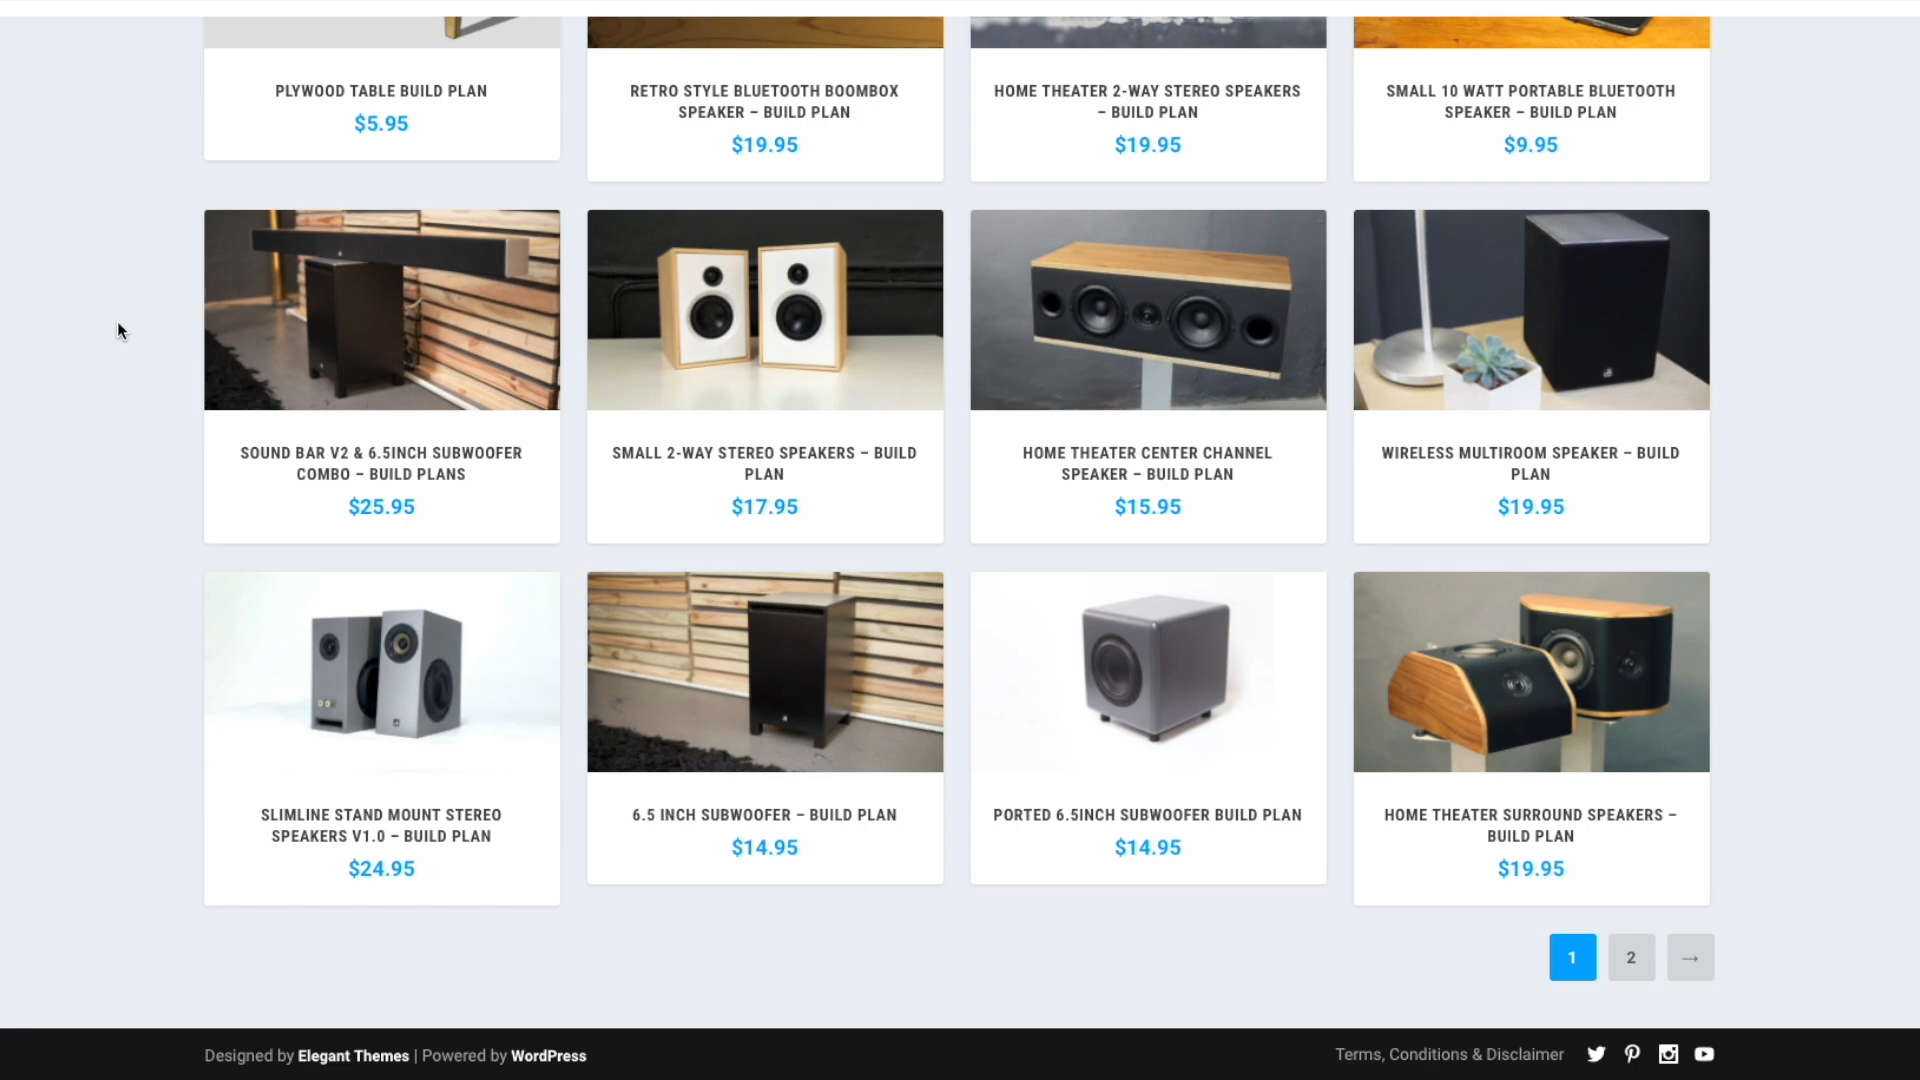 PLYWOOD TABLE BUILD PLAN
$5.95
RETRO STYLE BLUETOOTH BOOMBOX
SPEAKER – BUILD PLAN
$19.95
HOME THEATER 2-WAY STEREO SPEAKERS
– BUILD PLAN
$19.95
SMALL 10 WATT PORTABLE BLUETOOTH
SPEAKER – BUILD PLAN
$9.95
SOUND BAR V2 & 6.5INCH SUBWOOFER
COMBO – BUILD PLANS
$25.95
SMALL 2-WAY STEREO SPEAKERS – BUILD
PLAN
$17.95
HOME THEATER CENTER CHANNEL
SPEAKER – BUILD PLAN
$15.95
WIRELESS MULTIROOM SPEAKER – BUILD
PLAN
$19.95
SLIMLINE STAND MOUNT STEREO
SPEAKERS V1.0 – BUILD PLAN
$24.95
6.5 INCH SUBWOOFER – BUILD PLAN
$14.95
PORTED 6.5INCH SUBWOOFER BUILD PLAN
$14.95
HOME THEATER SURROUND SPEAKERS –
BUILD PLAN
$19.95
1 2 →
Designed by Elegant Themes | Powered by WordPress
Terms, Conditions & Disclaimer